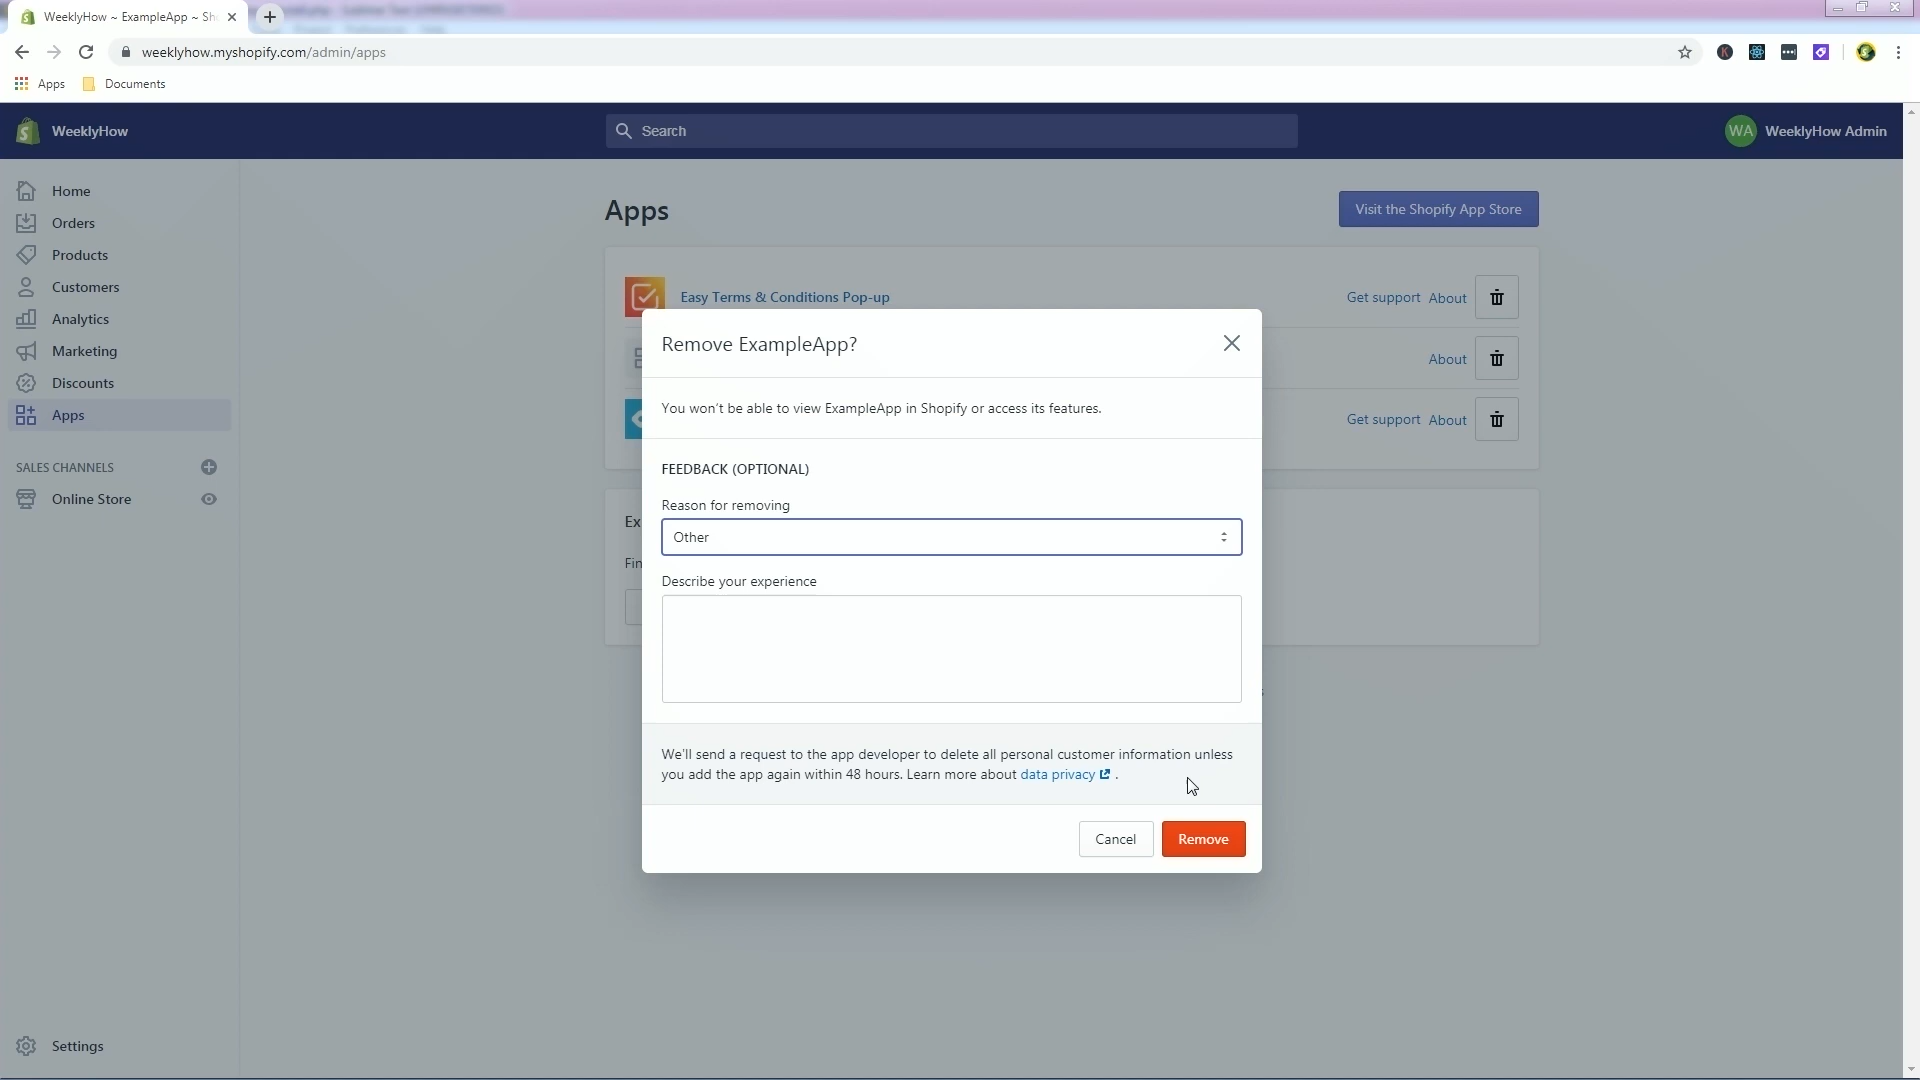 WeeklyHow ~ ExampleApp ~ Sh
weeklyhow.myshopify.com/admin/apps
Apps
Documents
WeeklyHow
Search
WA
WeeklyHow Admin
Home
Orders
Products
Customers
Analytics
Marketing
Discounts
Apps
SALES CHANNELS
Online Store
Settings
Apps
Visit the Shopify App Store
Easy Terms & Conditions Pop-up
Get support
About
About
Get support
About
Ex
Fin
Remove ExampleApp?
You won't be able to view ExampleApp in Shopify or access its features.
FEEDBACK (OPTIONAL)
Reason for removing
Other
Describe your experience
We'll send a request to the app developer to delete all personal customer information unless
you add the app again within 48 hours. Learn more about data privacy .
Cancel
Remove